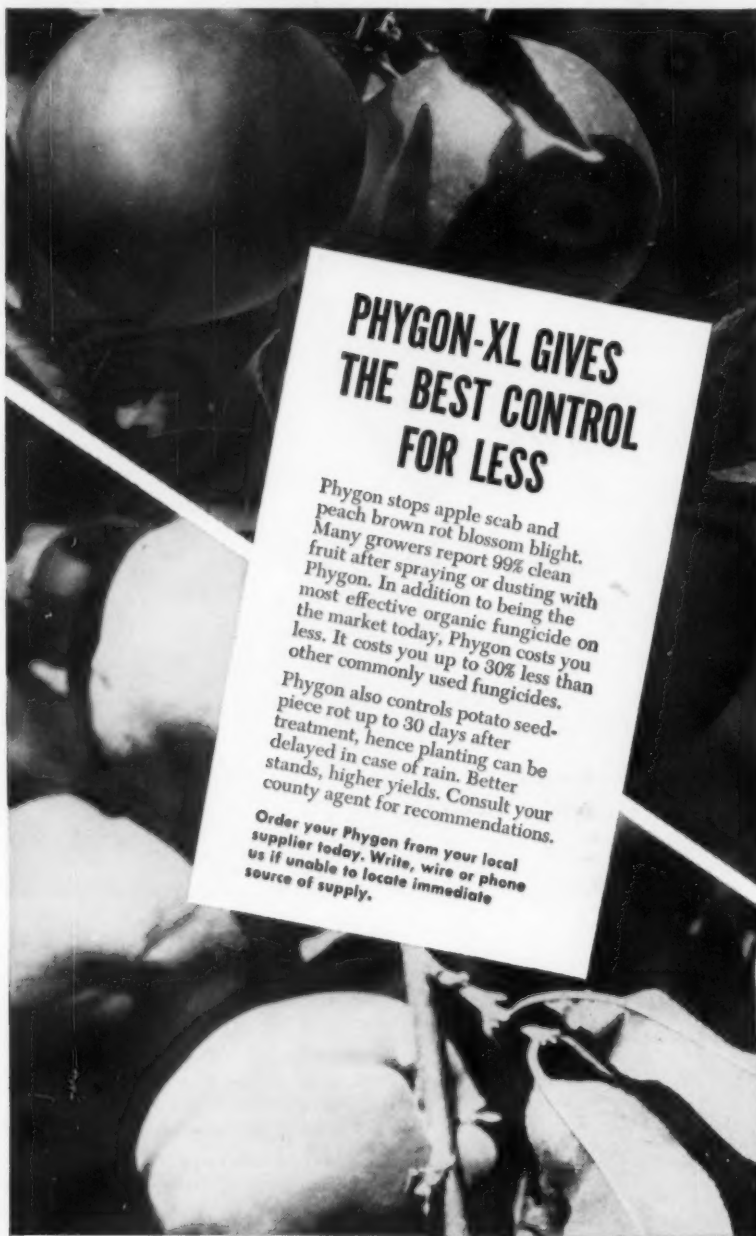 PHYGON-XL GIVES
THE BEST CONTROL
FOR LESS
Phygon stops apple scab and
peach brown rot blossom blight.
Many growers report 99% clean
fruit after spraying or dusting with
Phygon. In addition to being the
most effective organic fungicide on
the market today, Phygon costs you
less. It costs you up to 30% less than
other commonly used fungicides.
Phygon also controls potato seed-
piece rot up to 30 days after
treatment, hence planting can be
delayed in case of rain. Better
stands, higher yields. Consult your
county agent for recommendations.
Order your Phygon from your local
supplier today. Write, wire or phone
us if unable to locate immediate
source of supply.